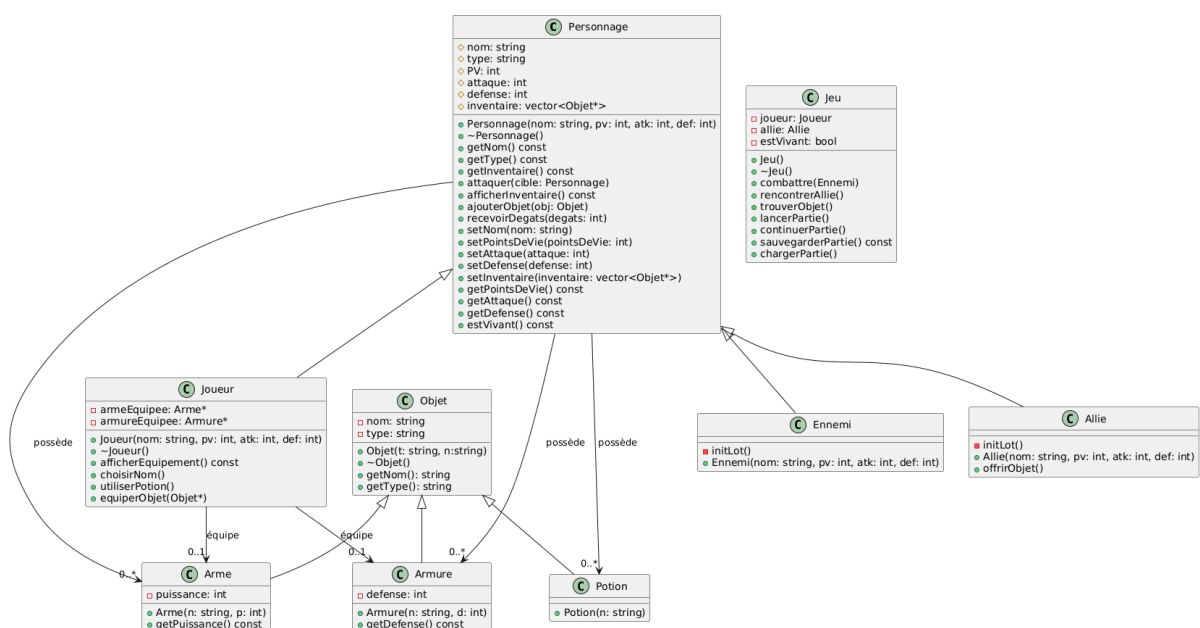 C Personnage
nom: string
type: string
PV: int
attaque: int
defense: int
inventaire: vector<Objet*>
Personnage(nom: string, pv: int, atk: int, def: int)
~Personnage()
getNom() const
getType() const
getInventaire() const
attaquer(cible: Personnage)
afficherInventaire() const
ajouterObjet(obj: Objet)
recevoirDegats(degats: int)
setNom(nom: string)
setPointsDeVie(pointsDeVie: int)
setAttaque(attaque: int)
setDefense(defense: int)
setInventaire(inventaire: vector<Objet*>)
getPointsDeVie() const
getAttaque() const
getDefense() const
estVivant() const
C Jeu
joueur: Joueur
allie: Allie
estVivant: bool
Jeu()
~Jeu()
combattre(Ennemi)
rencontrerAllie()
trouverObjet()
lancerPartie()
continuerPartie()
sauvegarderPartie() const
chargerPartie()
C Joueur
armeEquipee: Arme*
armureEquipee: Armure*
Joueur(nom: string, pv: int, atk: int, def: int)
~Joueur()
afficherEquipement() const
choisirNom()
utiliserPotion()
equiperObjet(Objet*)
C Objet
nom: string
type: string
Objet(t: string, n:string)
~Objet()
getNom(): string
getType(): string
C Ennemi
initLot()
Ennemi(nom: string, pv: int, atk: int, def: int)
C Allie
initLot()
Allie(nom: string, pv: int, atk: int, def: int)
offrirObjet()
possède
possède
possède
équipe
équipe
0..*
0..1
0..1
0..*
0..*
C Arme
puissance: int
Arme(n: string, p: int)
getPuissance() const
C Armure
defense: int
Armure(n: string, d: int)
getDefense() const
C Potion
Potion(n: string)